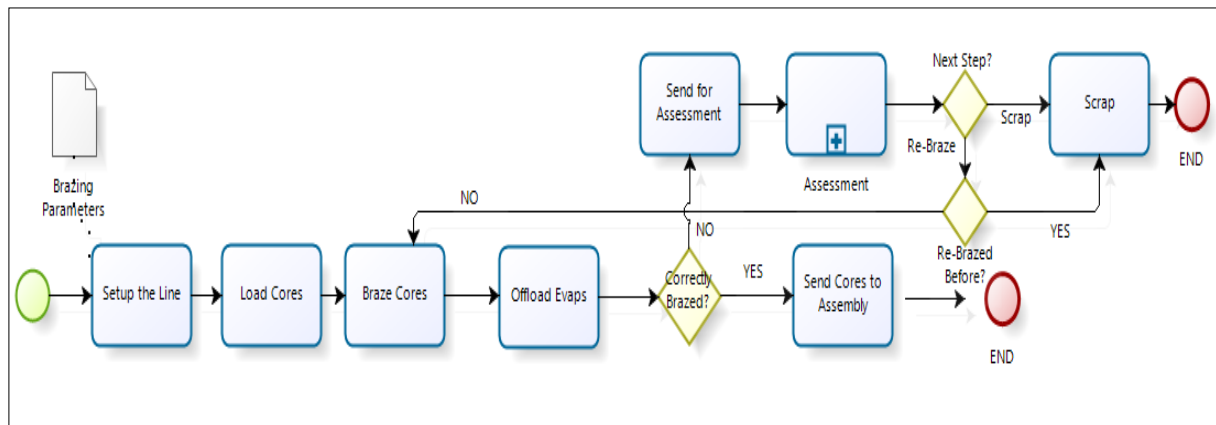 Brazing
Parameters
Setup the Line
Load Cores
Braze Cores
Offload Evaps
Correctly
Brazed?
NO
YES
Send Cores to
Assembly
END
Send for
Assessment
Assessment
Next Step?
Scrap
Re-Braze
Scrap
END
Re-Brazed
Before?
NO
YES